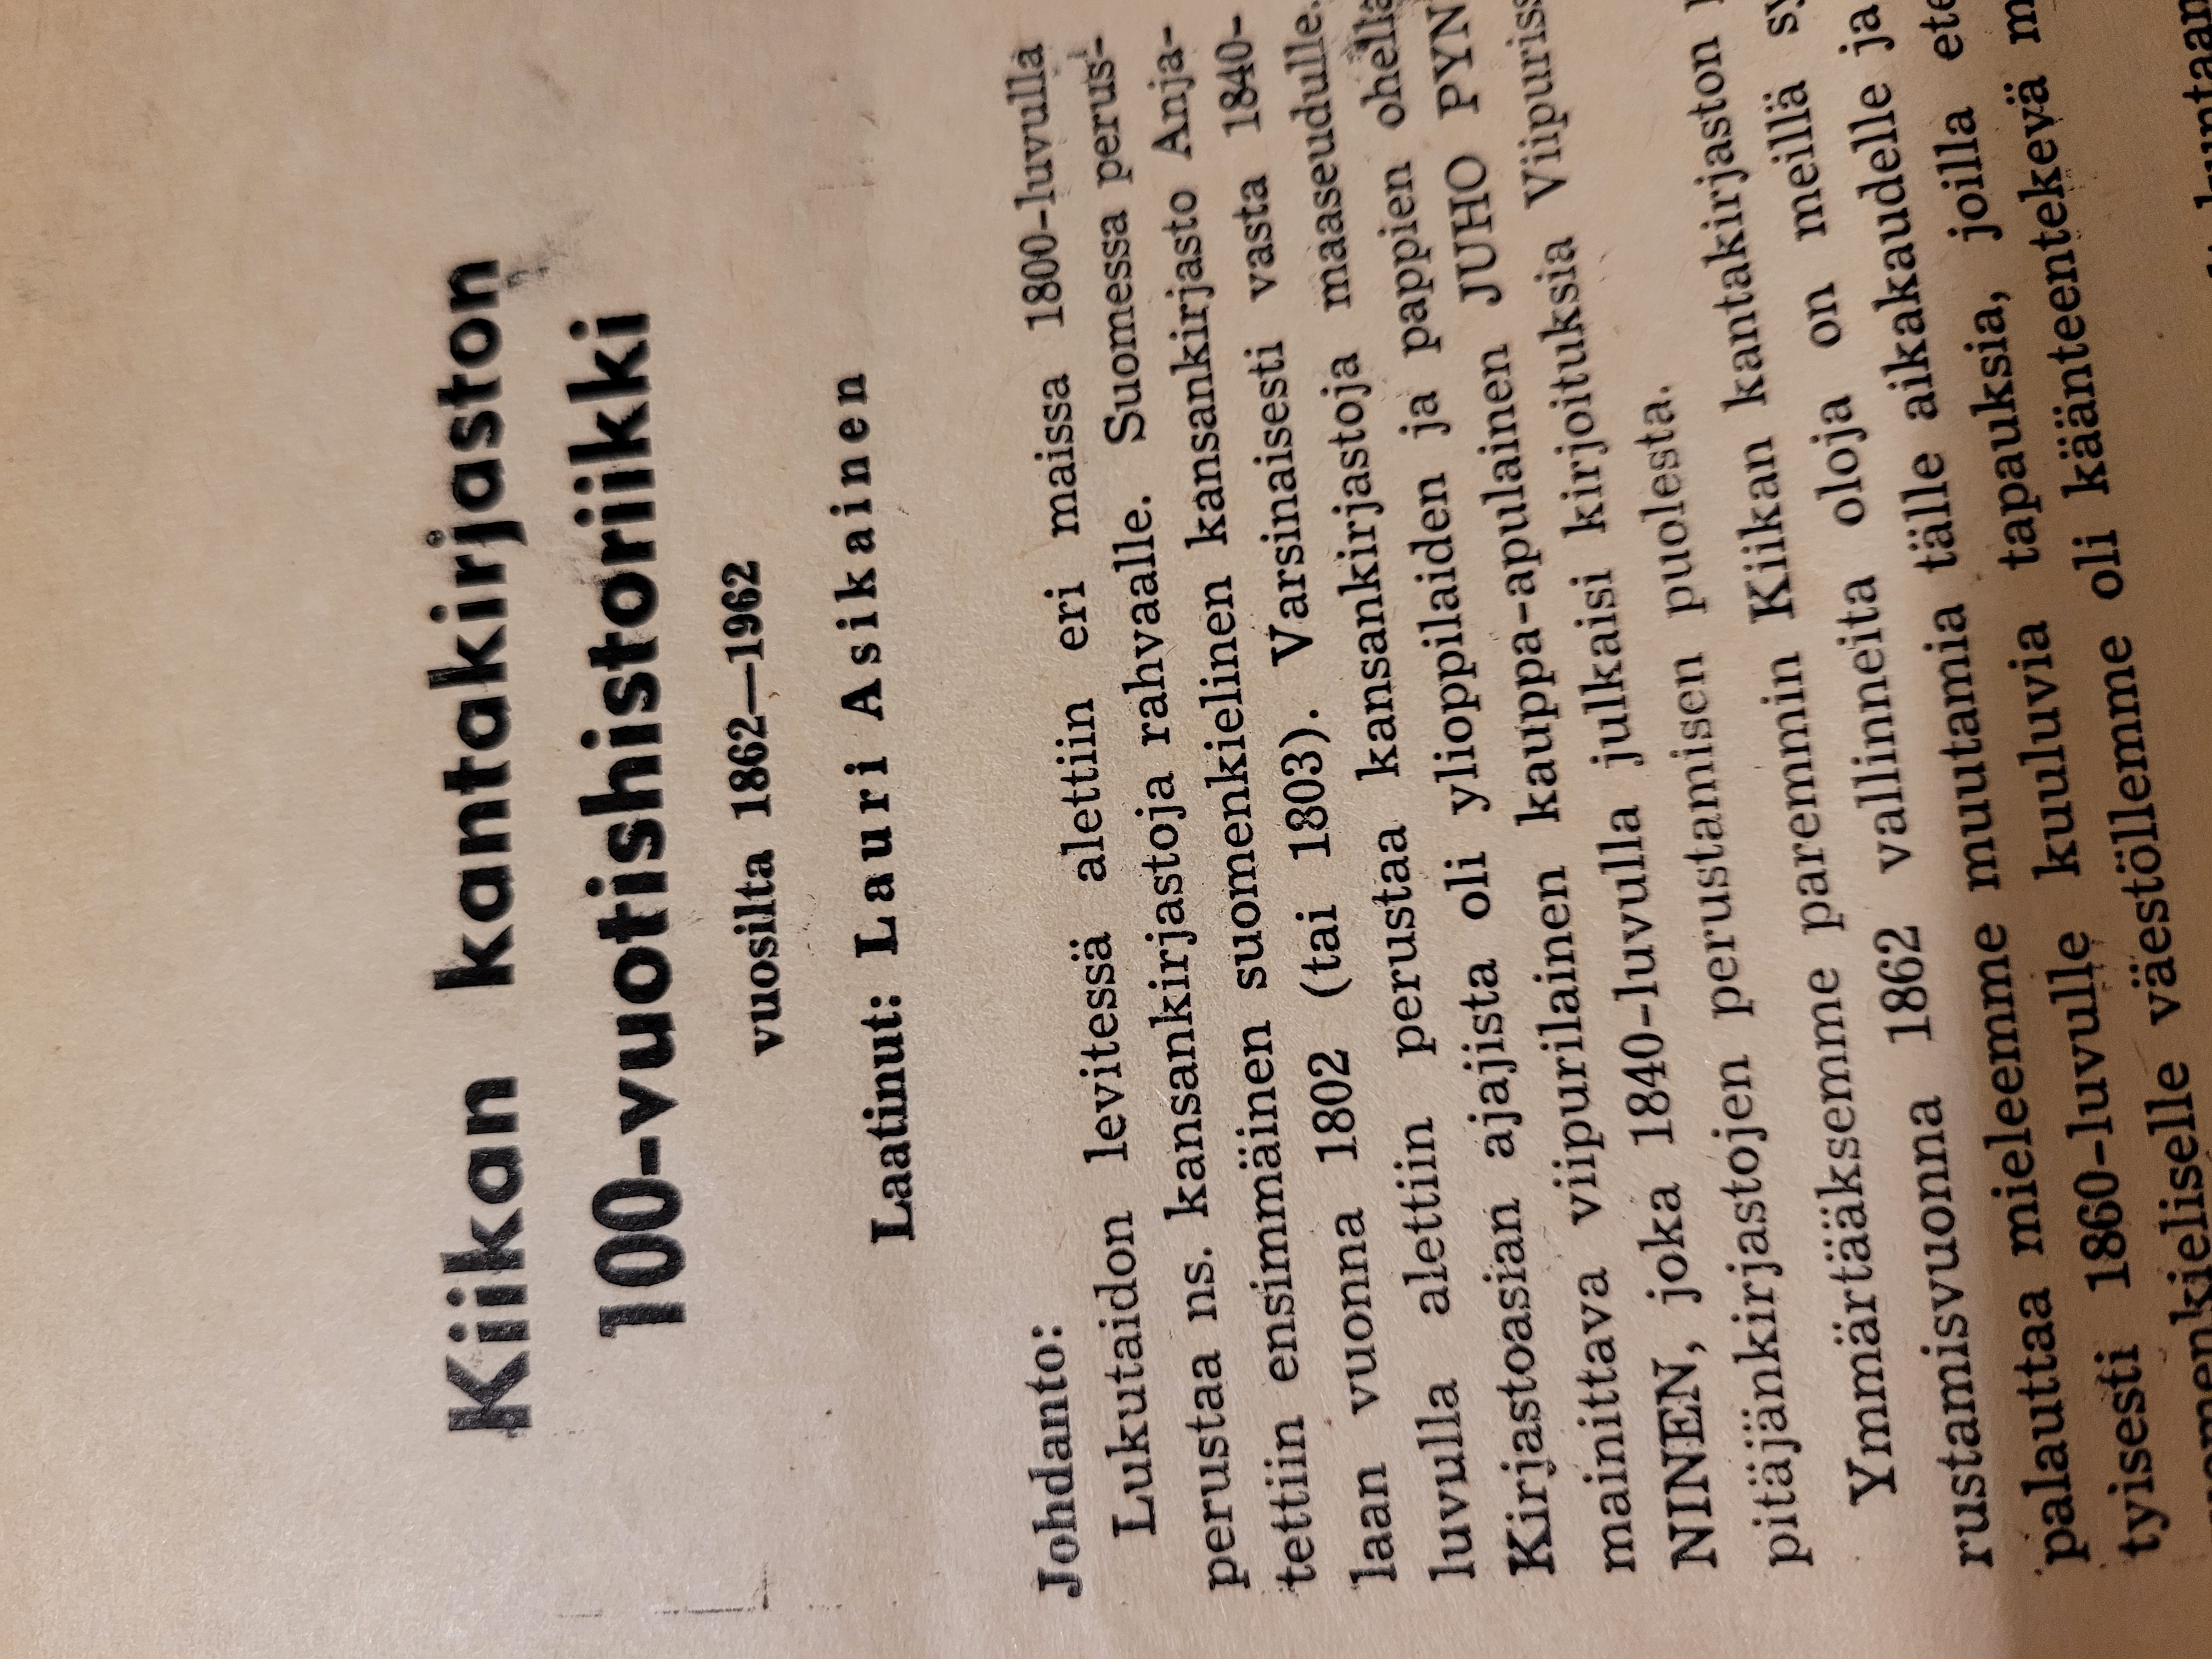 Kiikan kantakirjaston
100-vuotishistoriikki
vuosilta 1862—1962
Laatinut: Lauri Asikainen
Johdanto:
Lukutaidon levitessä alettiin eri maissa 1800-luvulla
perustaa ns. kansankirjastoja rahvaalle. Suomessa perus-
tettiin ensimmäinen suomenkielinen kansankirjasto Anja-
laan vuonna 1802 (tai 1803). Varsinaisesti vasta 1840-
luvulla alettiin perustaa kansankirjastoja maaseudulle.
Kirjastoasian ajajista oli ylioppilaiden ja pappien ohella
mainittava viipurilainen kauppa-apulainen JUHO PYN
NINEN, joka 1840-luvulla julkaisi kirjoituksia Viipuriss
pitäjänkirjastojen perustamisen puolesta.
Ymmärtääksemme paremmin Kiikan kantakirjaston
rustamisvuonna 1862 vallinneita oloja on meillä sy
palauttaa mieleemme muutamia tälle aikakaudelle ja
tyisesti 1860-luvulle kuuluvia tapauksia, joilla ete
menkieliselle väestöllemme oli käänteentekevä m